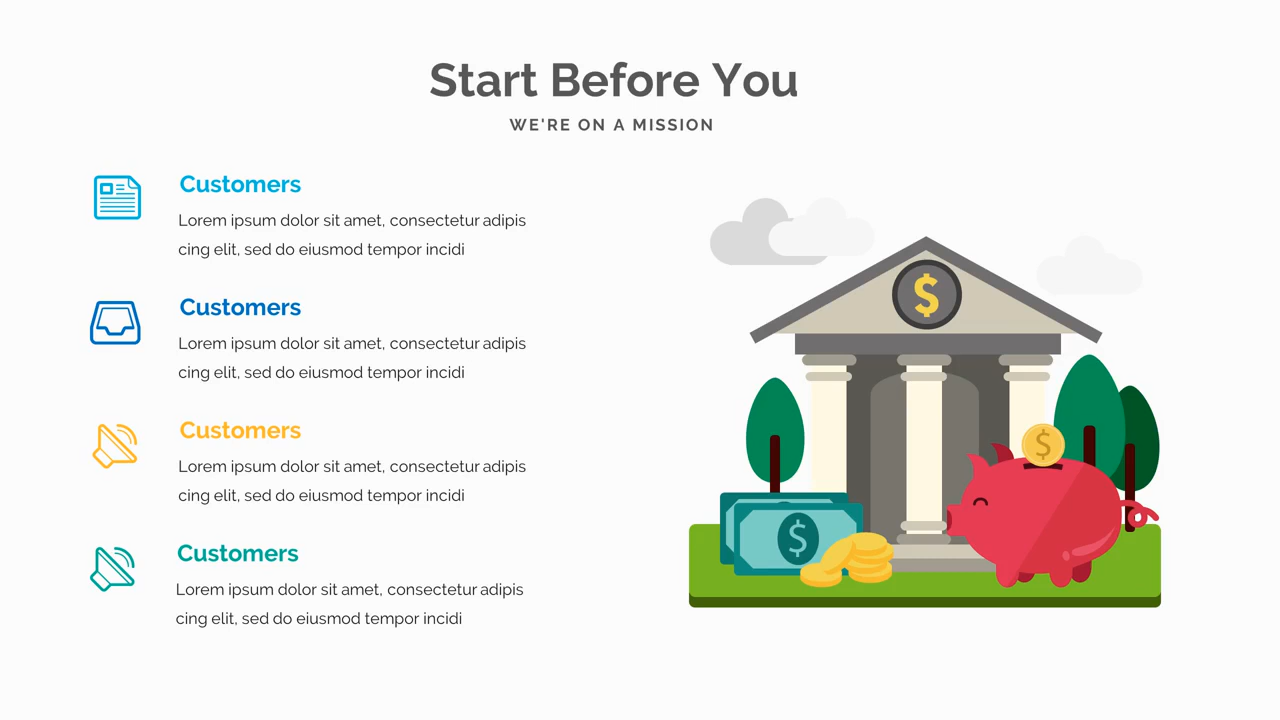 Start Before You
WE'RE ON A MISSION
Customers
Lorem ipsum dolor sit amet, consectetur adipis
cing elit, sed do eiusmod tempor incidi
Customers
Lorem ipsum dolor sit amet, consectetur adipis
cing elit, sed do eiusmod tempor incidi
Customers
Lorem ipsum dolor sit amet, consectetur adipis
cing elit, sed do eiusmod tempor incidi
Customers
Lorem ipsum dolor sit amet, consectetur adipis
cing elit, sed do eiusmod tempor incidi
$
$
$